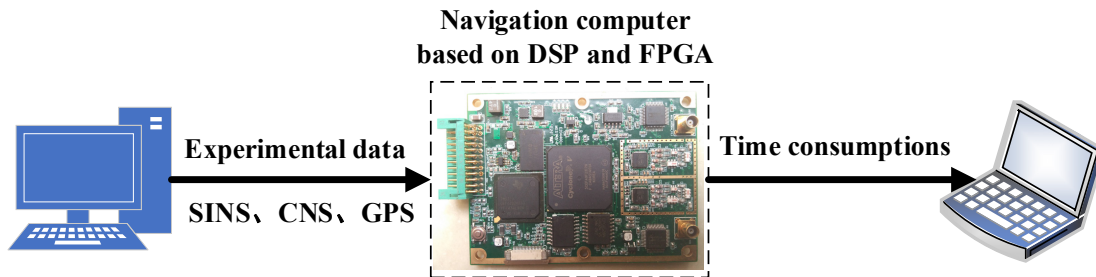 Navigation computer
based on DSP and FPGA
Experimental data
SINS、CNS、GPS
Time consumptions